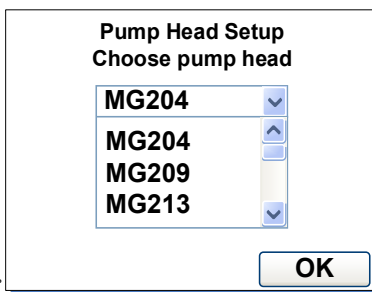 Pump Head Setup
Choose pump head
MG204
MG204
MG209
MG213
OK